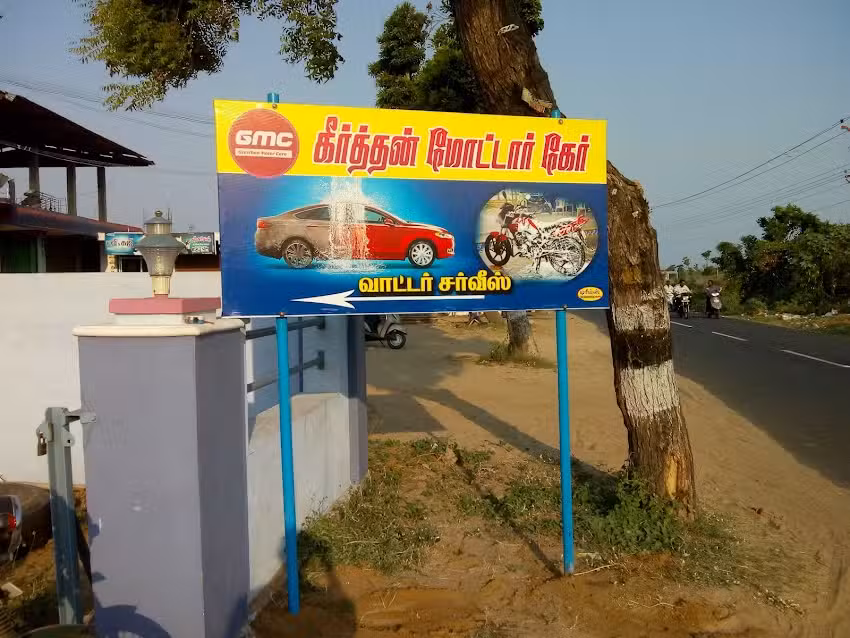 GMC
கீர்த்தன் மோட்டார் கேர்
வாட்டர் சர்வீஸ்